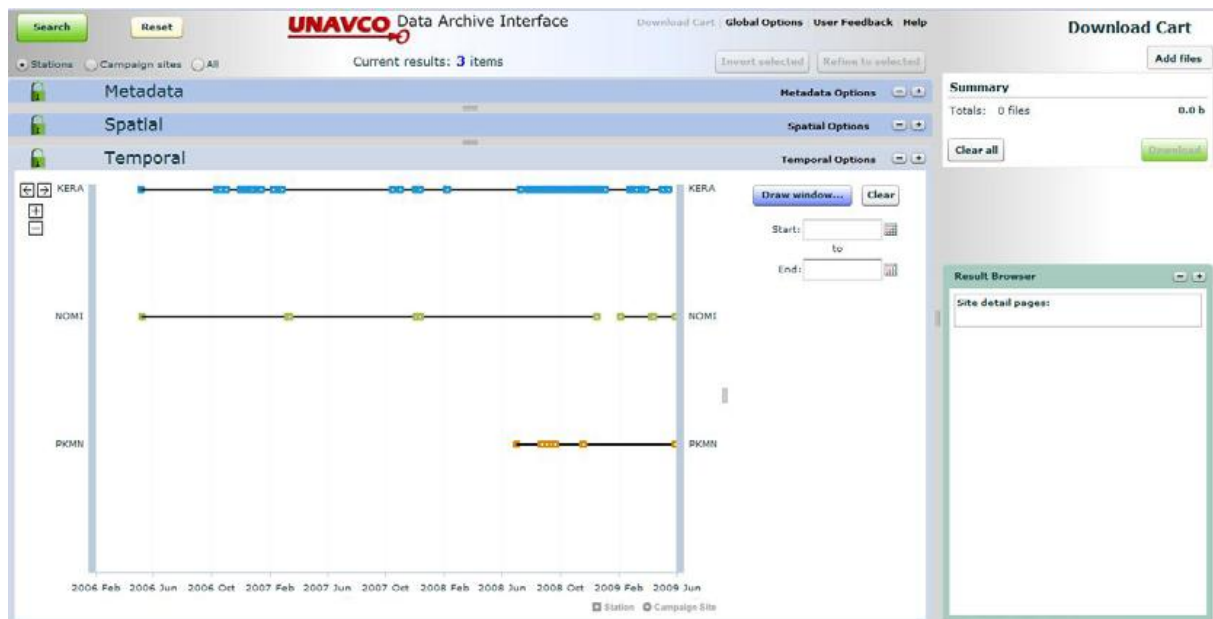 Search
Reset
UNAVCO Data Archive Interface
Download Cart Global Options User Feedback Help
Download Cart
Stations Campaign sites All
Current results: 3 items
Invert selected Refine to selected
Add files
Metadata
Metadata Options
Spatial
Spatial Options
Temporal
Temporal Options
Summary
Totals: 0 files 0.0 b
Clear all Download
KERA KERA
Draw window... Clear
Start:
to
End:
NOMI NOMI
PKMN PKMN
2006 Feb 2006 Jun 2006 Oct 2007 Feb 2007 Jun 2007 Oct 2008 Feb 2008 Jun 2008 Oct 2009 Feb 2009 Jun
Station Campaign Site
Result Browser
Site detail pages: